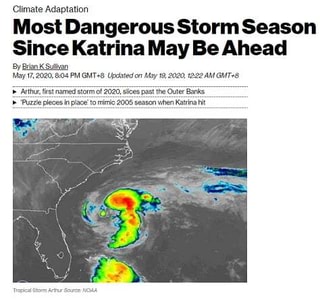 Climate Adaptation
Most Dangerous Storm Season
Since Katrina May Be Ahead
By Brian K Sullivan
May 17, 2020, 8:04 PM GMT+8 Updated on May 19, 2020, 12:22 AM GMT+8
▸ Arthur, first named storm of 2020, slices past the Outer Banks
▸ 'Puzzle pieces in place' to mimic 2005 season when Katrina hit
Tropical Storm Arthur Source: NOAA